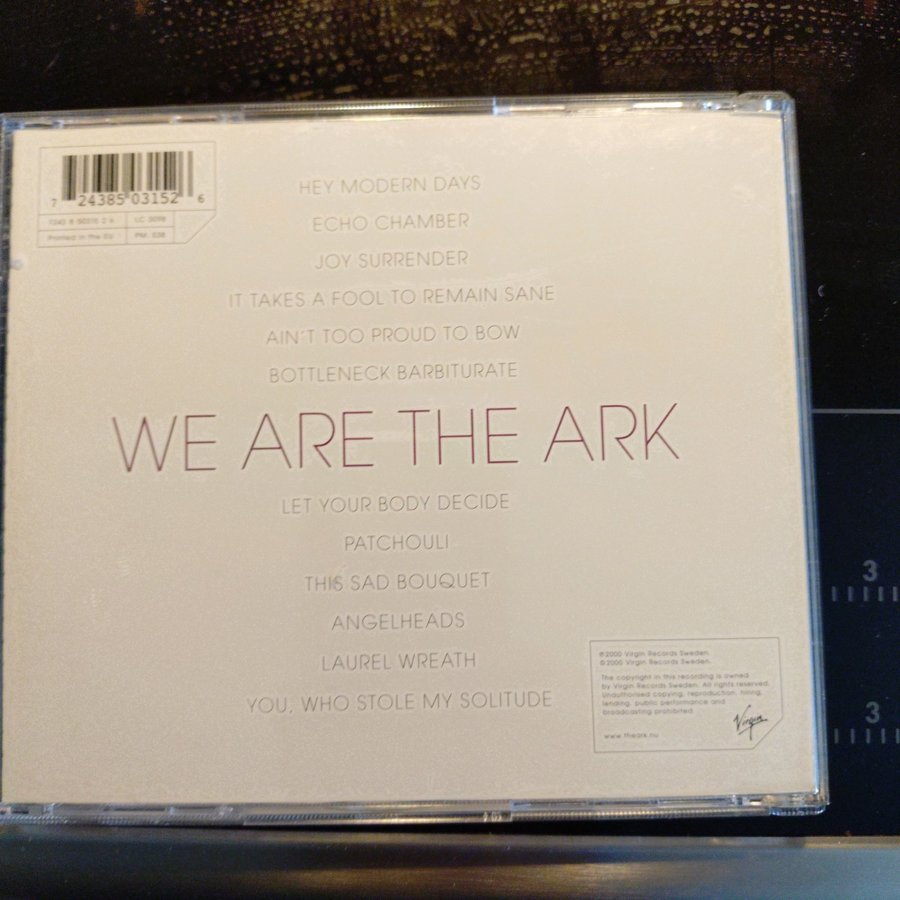 7 24385 03152 6
LC 3098
Printed in the EU
PM: 538
HEY MODERN DAYS
ECHO CHAMBER
JOY SURRENDER
IT TAKES A FOOL TO REMAIN SANE
AIN'T TOO PROUD TO BOW
BOTTLENECK BARBITURATE
WE ARE THE ARK
LET YOUR BODY DECIDE
PATCHOULI
THIS SAD BOUQUET
ANGELHEADS
LAUREL WREATH
YOU, WHO STOLE MY SOLITUDE
℗2000 Virgin Records Sweden.
©2000 Virgin Records Sweden.
The copyright in this recording is owned
by Virgin Records Sweden. All rights reserved.
Unauthorised copying, reproduction, hiring,
lending, public performance and
broadcasting prohibited.
Virgin
www.theark.nu
3
3